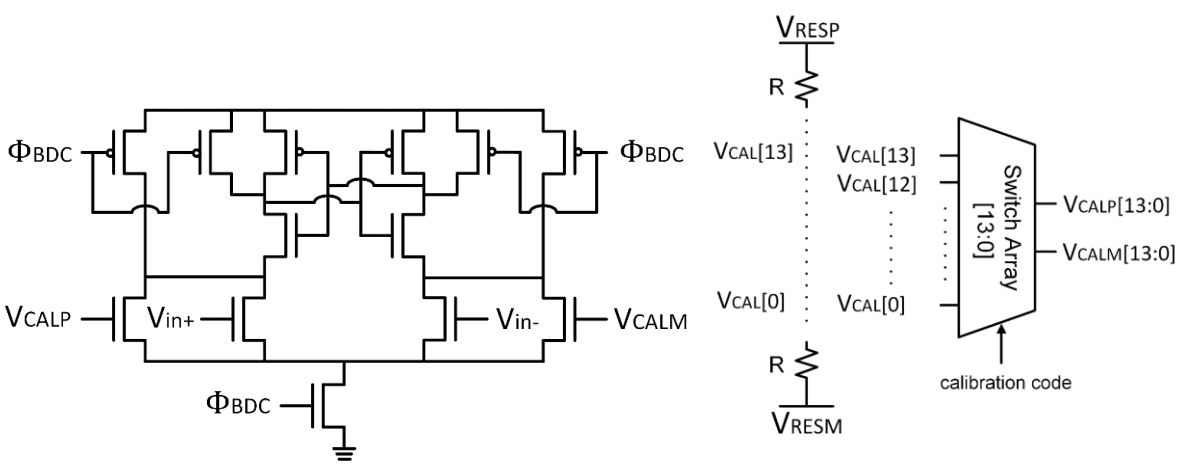 ΦBDC
ΦBDC
VCALP
Vin+
Vin-
VCALM
ΦBDC
VRESP
R
VCAL[13]
VCAL[0]
R
VRESM
VCAL[13]
VCAL[12]
VCAL[0]
Switch Array
[13:0]
VCALP[13:0]
VCALM[13:0]
calibration code